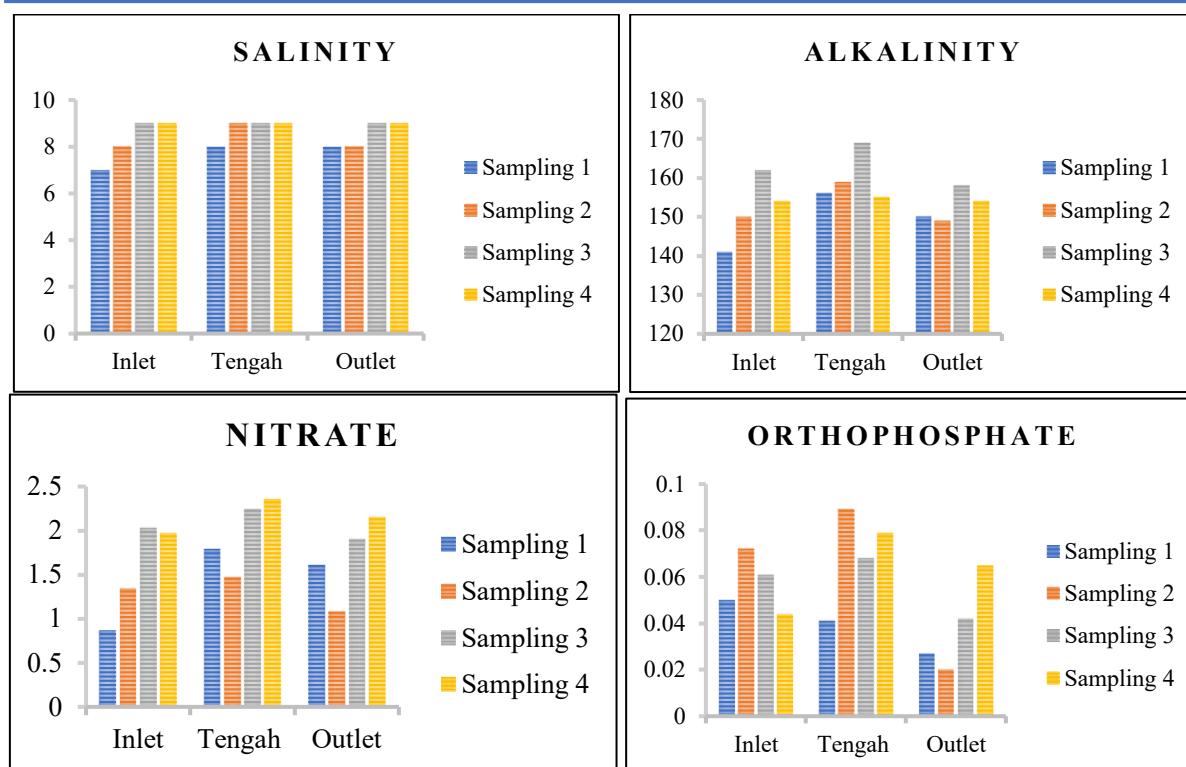 SALINITY
10
8
6
4
2
0
Inlet
Tengah
Outlet
Sampling 1
Sampling 2
Sampling 3
Sampling 4
ALKALINITY
180
170
160
150
140
130
120
Inlet
Tengah
Outlet
Sampling 1
Sampling 2
Sampling 3
Sampling 4
NITRATE
2.5
2
1.5
1
0.5
0
Inlet
Tengah
Outlet
Sampling 1
Sampling 2
Sampling 3
Sampling 4
ORTHOPHOSPHATE
0.1
0.08
0.06
0.04
0.02
0
Inlet
Tengah
Outlet
Sampling 1
Sampling 2
Sampling 3
Sampling 4